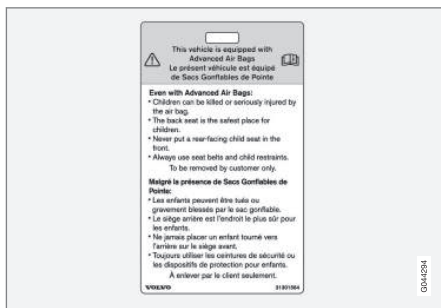 This vehicle is equipped with
Advanced Air Bags
Le présent véhicule est équipé
de Sacs Gonflables de Pointe
Even with Advanced Air Bags:
• Children can be killed or seriously injured by
the air bag.
• The back seat is the safest place for
children.
• Never put a rear-facing child seat in the
front.
• Always use seat belts and child restraints.
To be removed by customer only.
Malgré la présence de Sacs Gonflables de
Pointe:
• Les enfants peuvent être tués ou
gravement blessés par le sac gonflable.
• Le siège arrière est l'endroit le plus sûr pour
les enfants.
• Ne jamais placer un enfant tourné vers
l'arrière sur le siège avant.
• Toujours utiliser les ceintures de sécurité ou
les dispositifs de protection pour enfants.
À enlever par le client seulement.
VOLVO 31301564
G044294